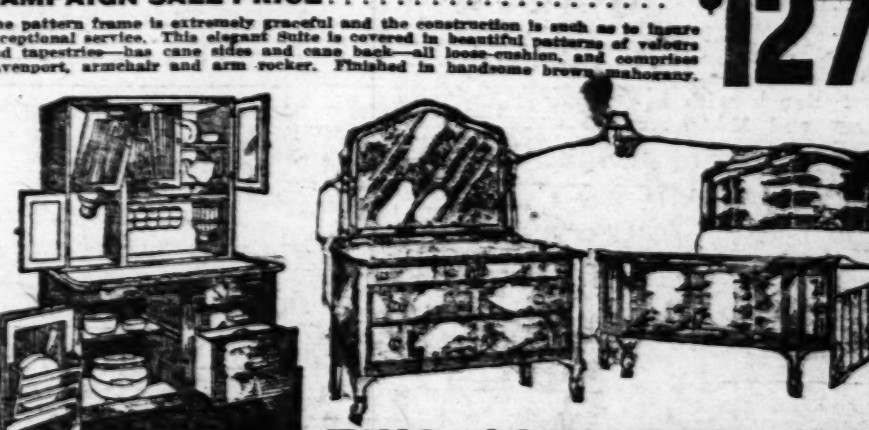 AMPAIGN SALE PRICE . . . . . . . . . . . . . . . . . . . . $127
ne pattern frame is extremely graceful and the construction is such as to insure
ceptional service. This elegant Suite is covered in beautiful patterns of velours
d tapestries—has cane sides and cane back—all loose-cushion, and comprises
venport, armchair and arm rocker. Finished in handsome brown mahogany.